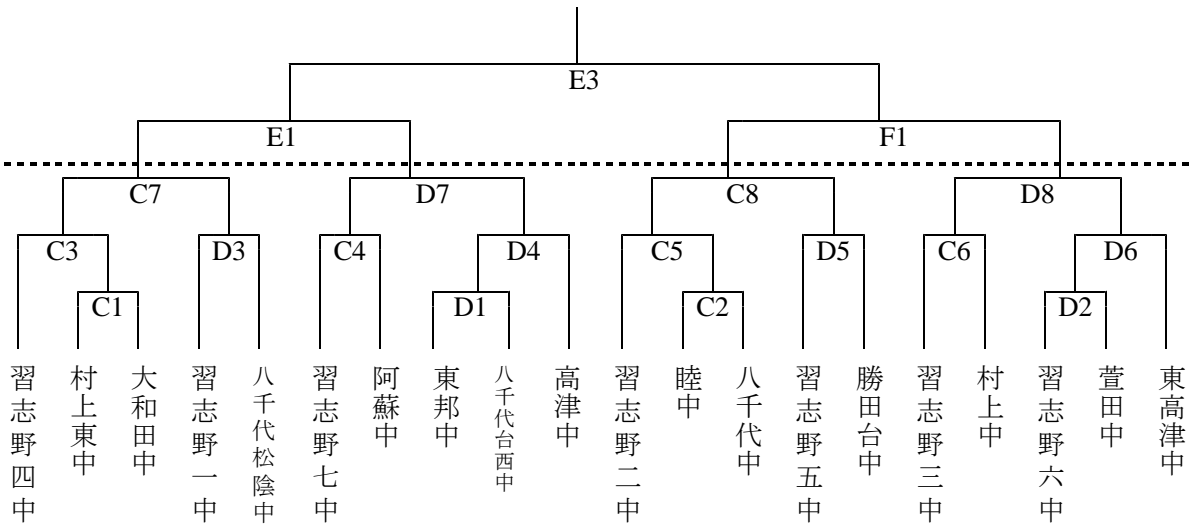 E3
E1
F1
C7
D7
C8
D8
C3
D3
C4
D4
C5
D5
C6
D6
C1
D1
C2
D2
習志野四中
村上東中
大和田中
習志野一中
八千代松陰中
習志野七中
阿蘇中
東邦中
八千代台西中
高津中
習志野二中
睦中
八千代中
習志野五中
勝田台中
習志野三中
村上中
習志野六中
萱田中
東高津中